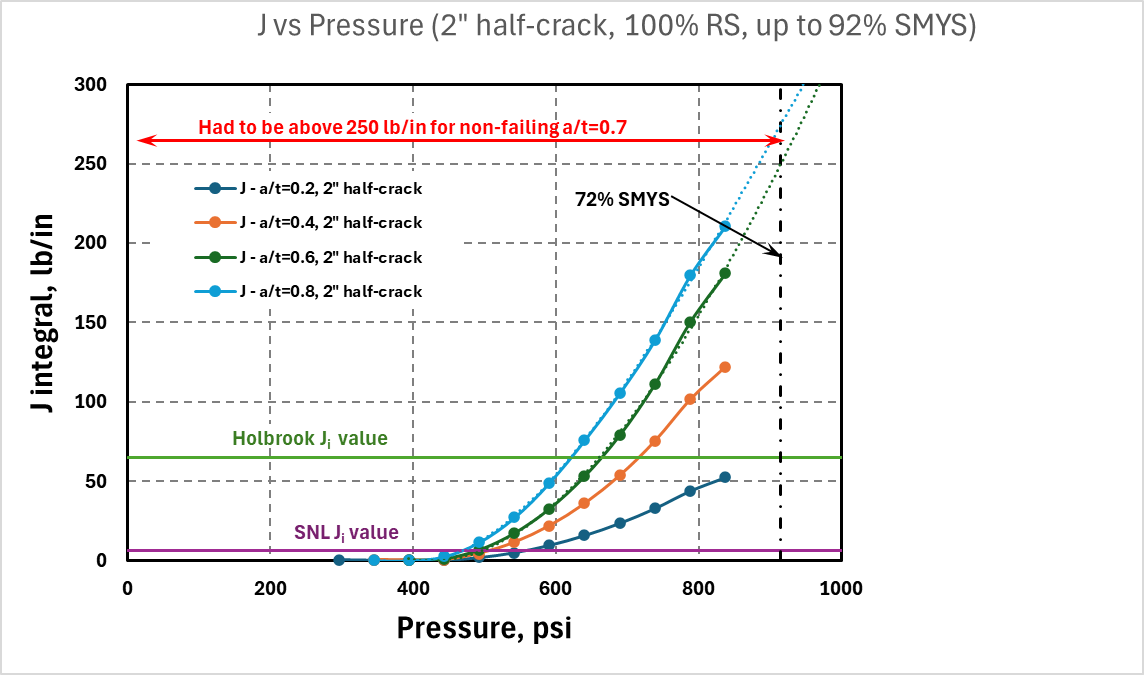 J vs Pressure (2" half-crack, 100% RS, up to 92% SMYS)
300
Had to be above 250 lb/in for non-failing a/t=0.7
250
J - a/t=0.2, 2" half-crack
72% SMYS
J - a/t=0.4, 2" half-crack
200
J - a/t=0.6, 2" half-crack
J - a/t=0.8, 2" half-crack
J integral, lb/in
150
100
Holbrook Ji value
50
SNL Ji value
0
0 200 400 600 800 1000
Pressure, psi